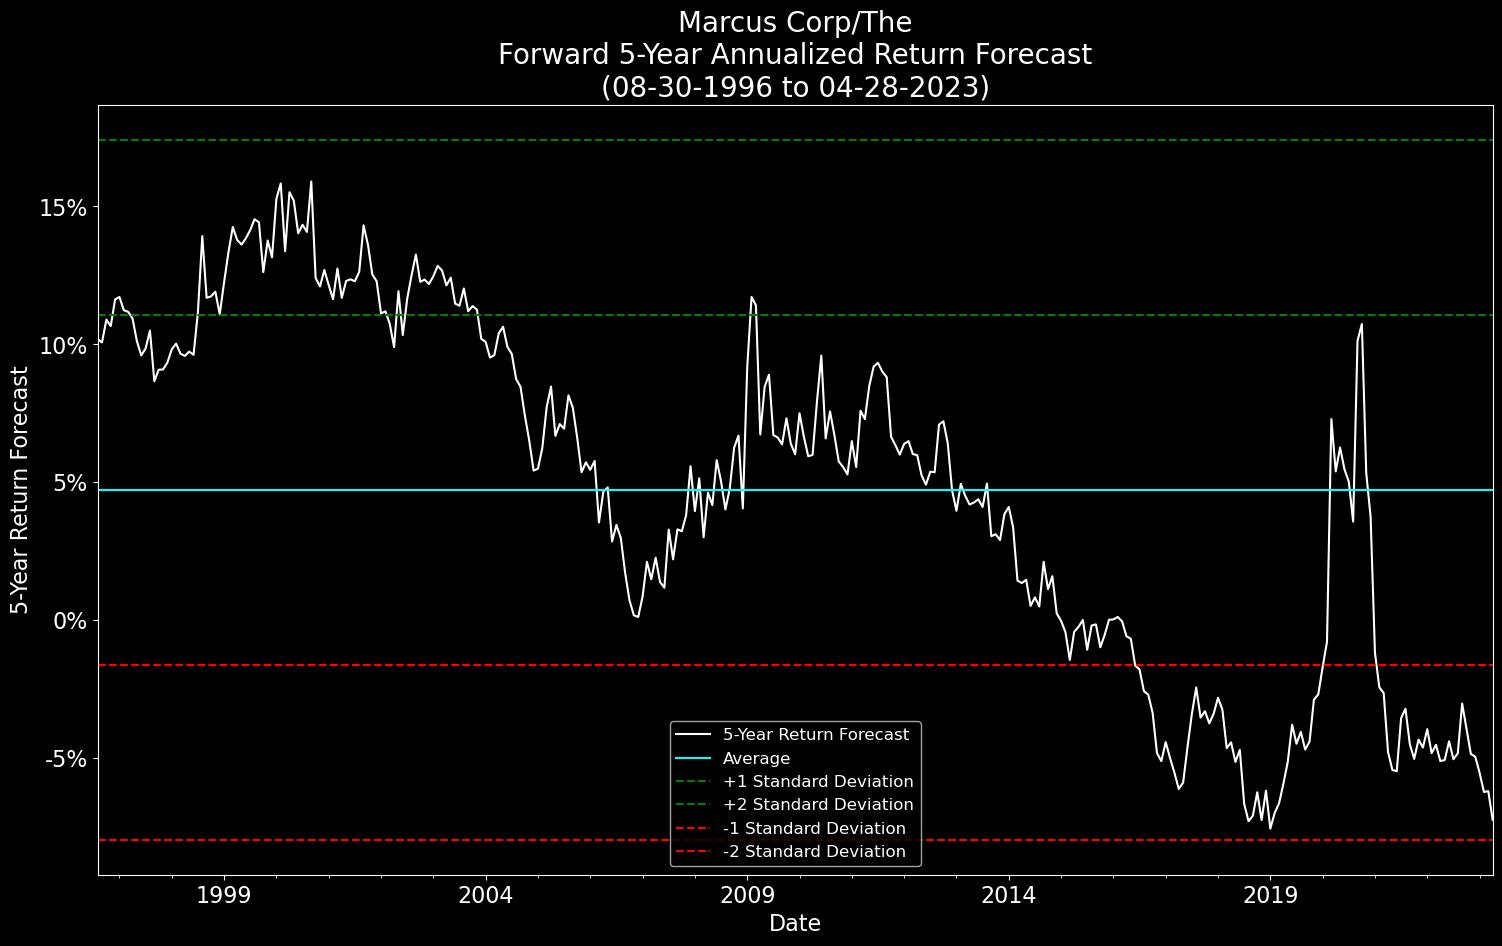 Marcus Corp/The
Forward 5-Year Annualized Return Forecast
(08-30-1996 to 04-28-2023)
15%
10%
5%
0%
-5%
5-Year Return Forecast
5-Year Return Forecast
Average
+1 Standard Deviation
+2 Standard Deviation
-1 Standard Deviation
-2 Standard Deviation
1999
2004
2009
2014
2019
Date